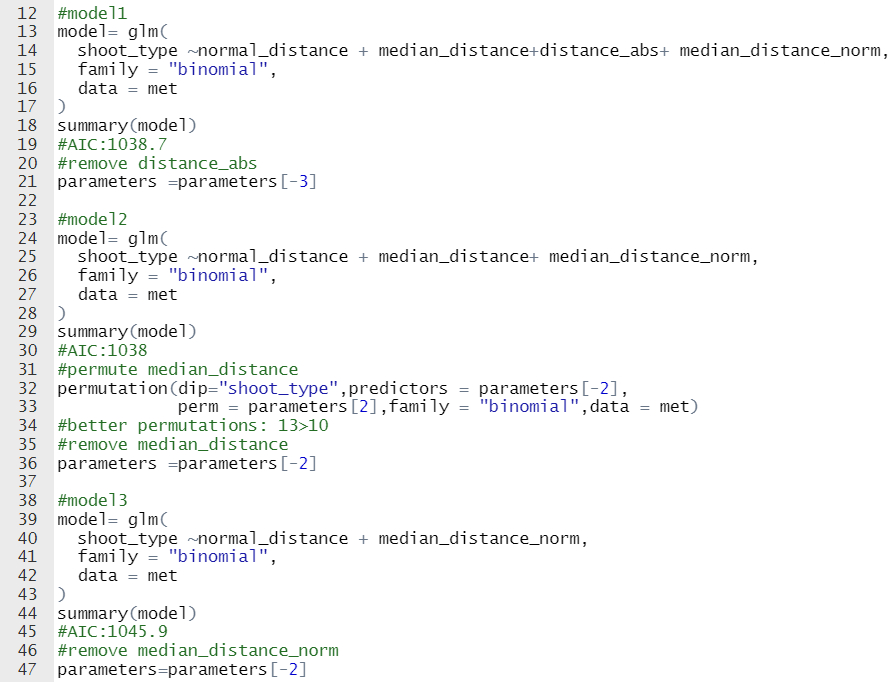 12 #model1
13 model= glm(
14   shoot_type ~normal_distance + median_distance+distance_abs+ median_distance_norm,
15   family = "binomial",
16   data = met
17 )
18 summary(model)
19 #AIC:1038.7
20 #remove distance_abs
21 parameters =parameters[-3]
22
23 #model2
24 model= glm(
25   shoot_type ~normal_distance + median_distance+ median_distance_norm,
26   family = "binomial",
27   data = met
28 )
29 summary(model)
30 #AIC:1038
31 #permute median_distance
32 permutation(dip="shoot_type",predictors = parameters[-2],
33             perm = parameters[2],family = "binomial",data = met)
34 #better permutations: 13>10
35 #remove median_distance
36 parameters =parameters[-2]
37
38 #model3
39 model= glm(
40   shoot_type ~normal_distance + median_distance_norm,
41   family = "binomial",
42   data = met
43 )
44 summary(model)
45 #AIC:1045.9
46 #remove median_distance_norm
47 parameters=parameters[-2]